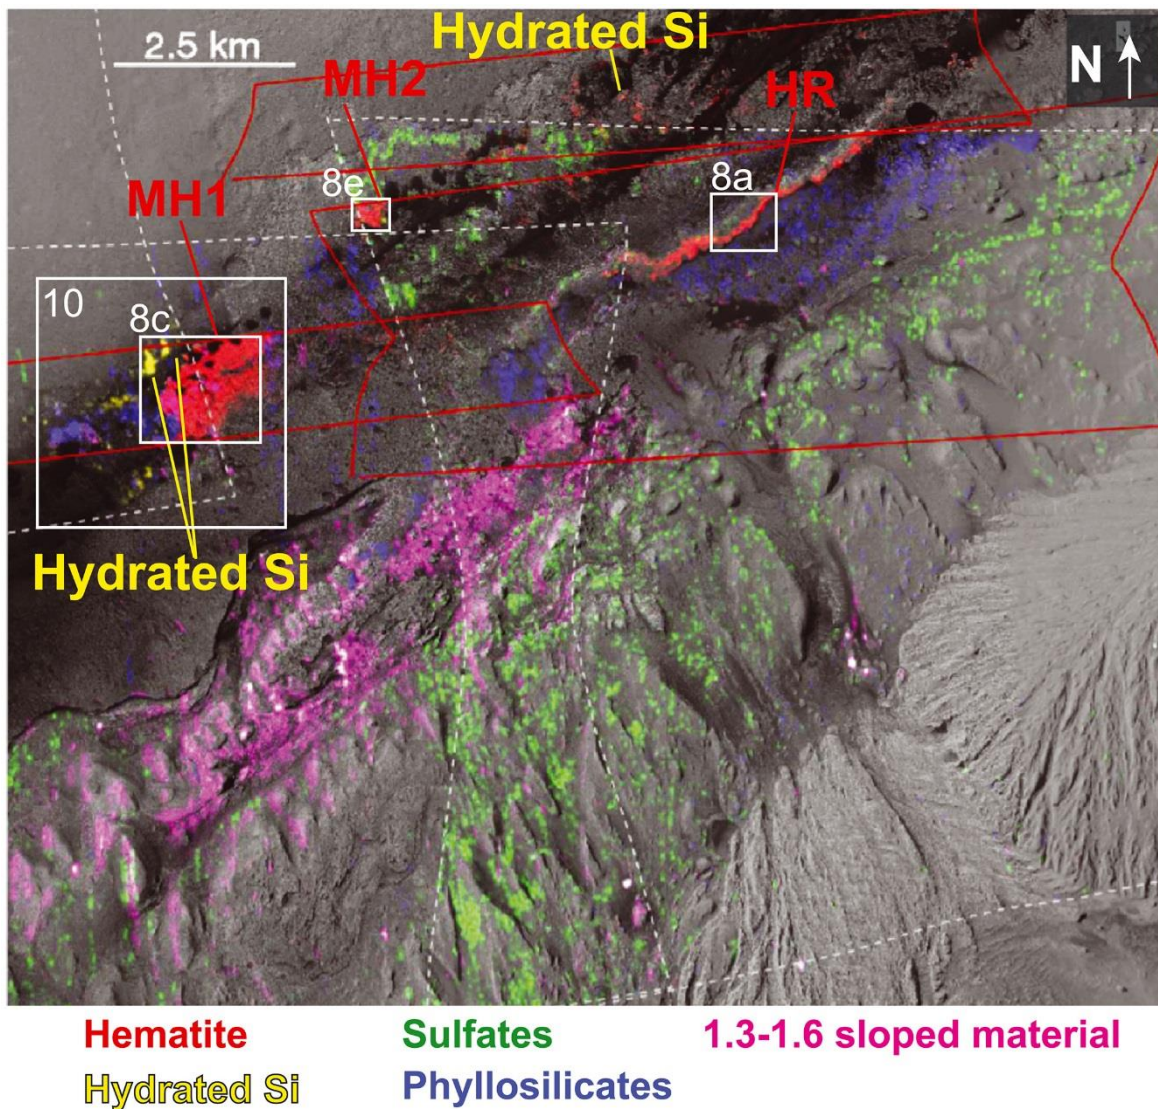 Hydrated Si
2.5 km
N
MH2
HR
8e
8a
MH1
10
8c
Hydrated Si
Hematite
Sulfates
1.3-1.6 sloped material
Hydrated Si
Phyllosilicates